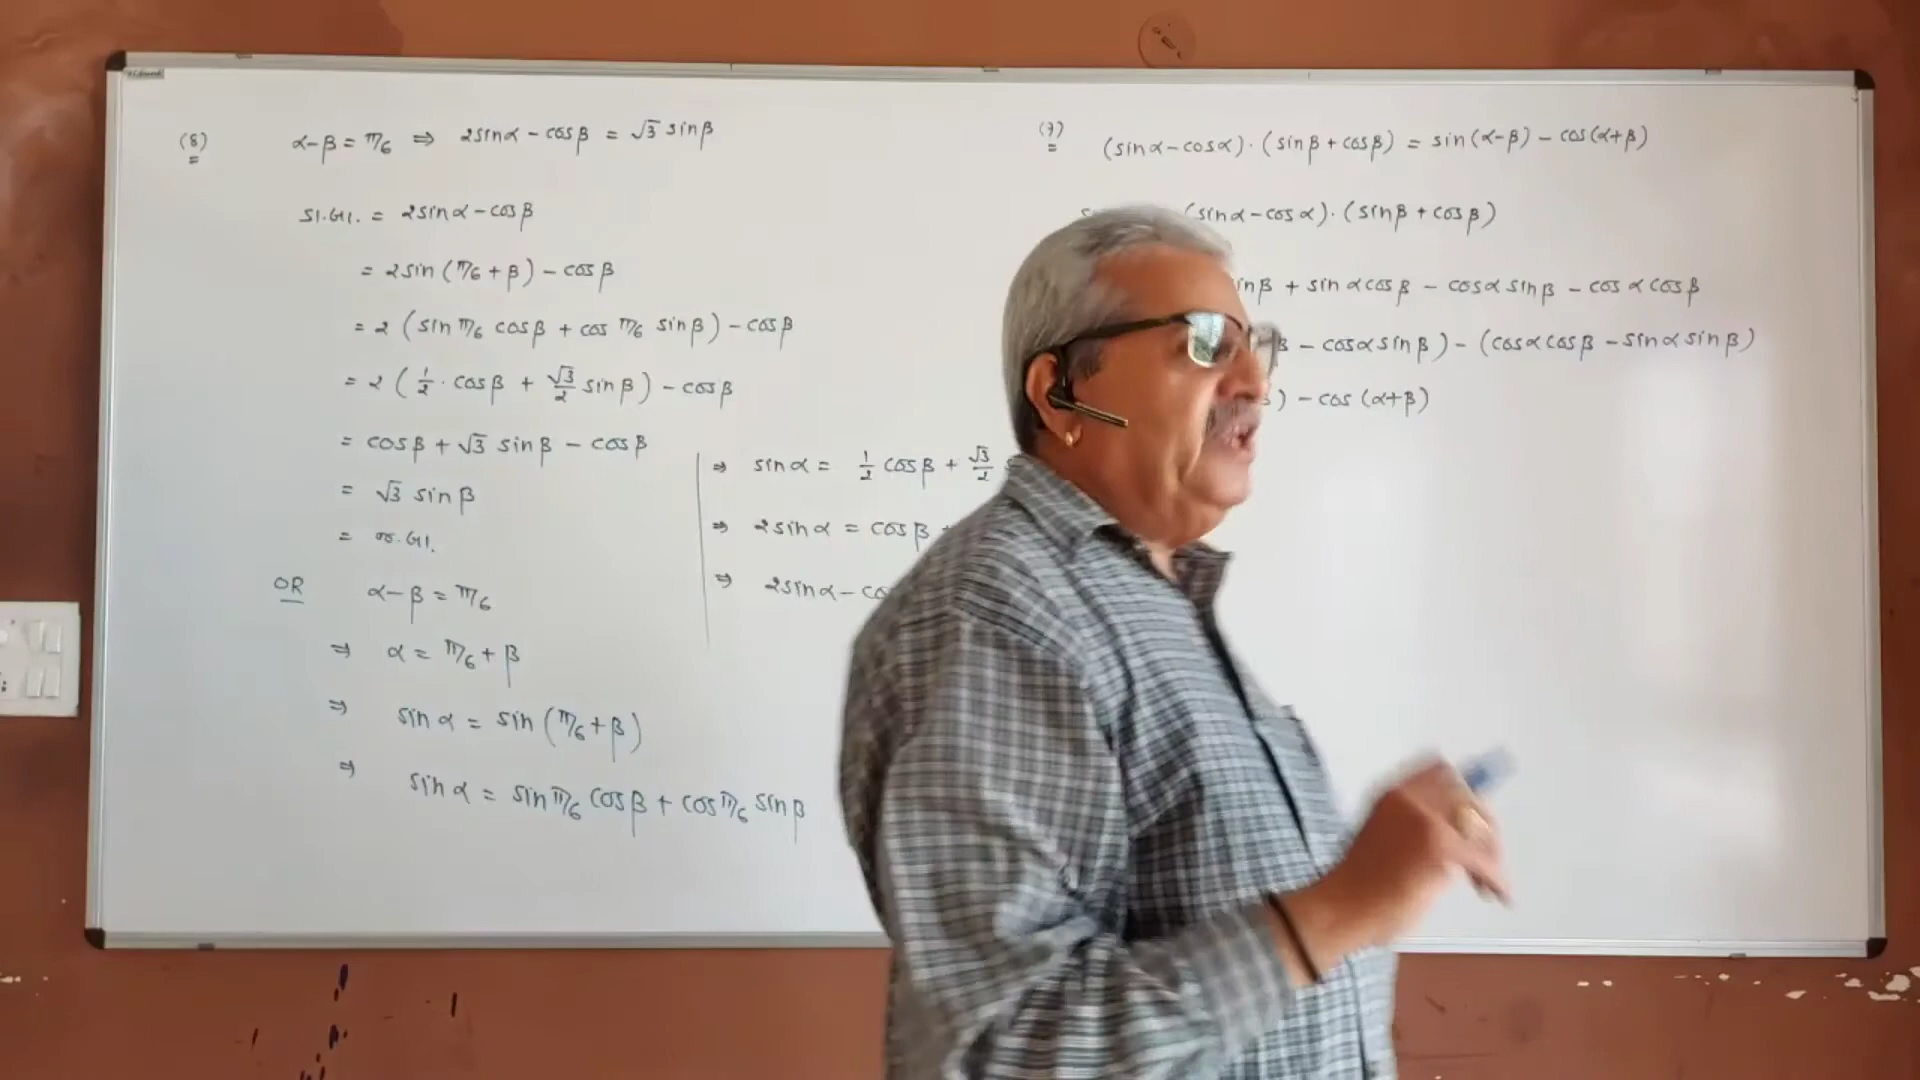 (8) α-β = π/6 ⇒ 2sinα - cosβ = √3 sinβ
ડા.બા. = 2sinα - cosβ
= 2sin (π/6 + β) - cosβ
= 2 (sin π/6 cosβ + cos π/6 sinβ) - cosβ
= 2 (1/2 · cosβ + √3/2 sinβ) - cosβ
= cosβ + √3 sinβ - cosβ
= √3 sinβ
= જ.બા.
OR α-β = π/6
⇒ α = π/6 + β
⇒ sinα = sin (π/6 + β)
⇒ sinα = sin π/6 cosβ + cos π/6 sinβ
⇒ sinα = 1/2 cosβ + √3/2
⇒ 2sinα = cosβ
⇒ 2sinα - co
(7) (sinα - cosα) · (sinβ + cosβ) = sin(α-β) - cos(α+β)
(sinα - cosα) · (sinβ + cosβ)
inβ + sinα cosβ - cosα sinβ - cosα cosβ
β - cosα sinβ) - (cosα cosβ - sinα sinβ)
) - cos (α+β)